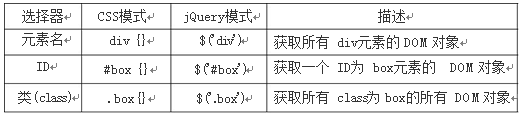 选择器 CSS模式 jQuery模式 描述
元素名 div {} $('div') 获取所有 div元素的 DOM 对象
ID #box {} $('#box') 获取一个 ID为 box元素的 DOM 对象
类(class) .box{} $('.box') 获取所有 class为 box的所有 DOM 对象